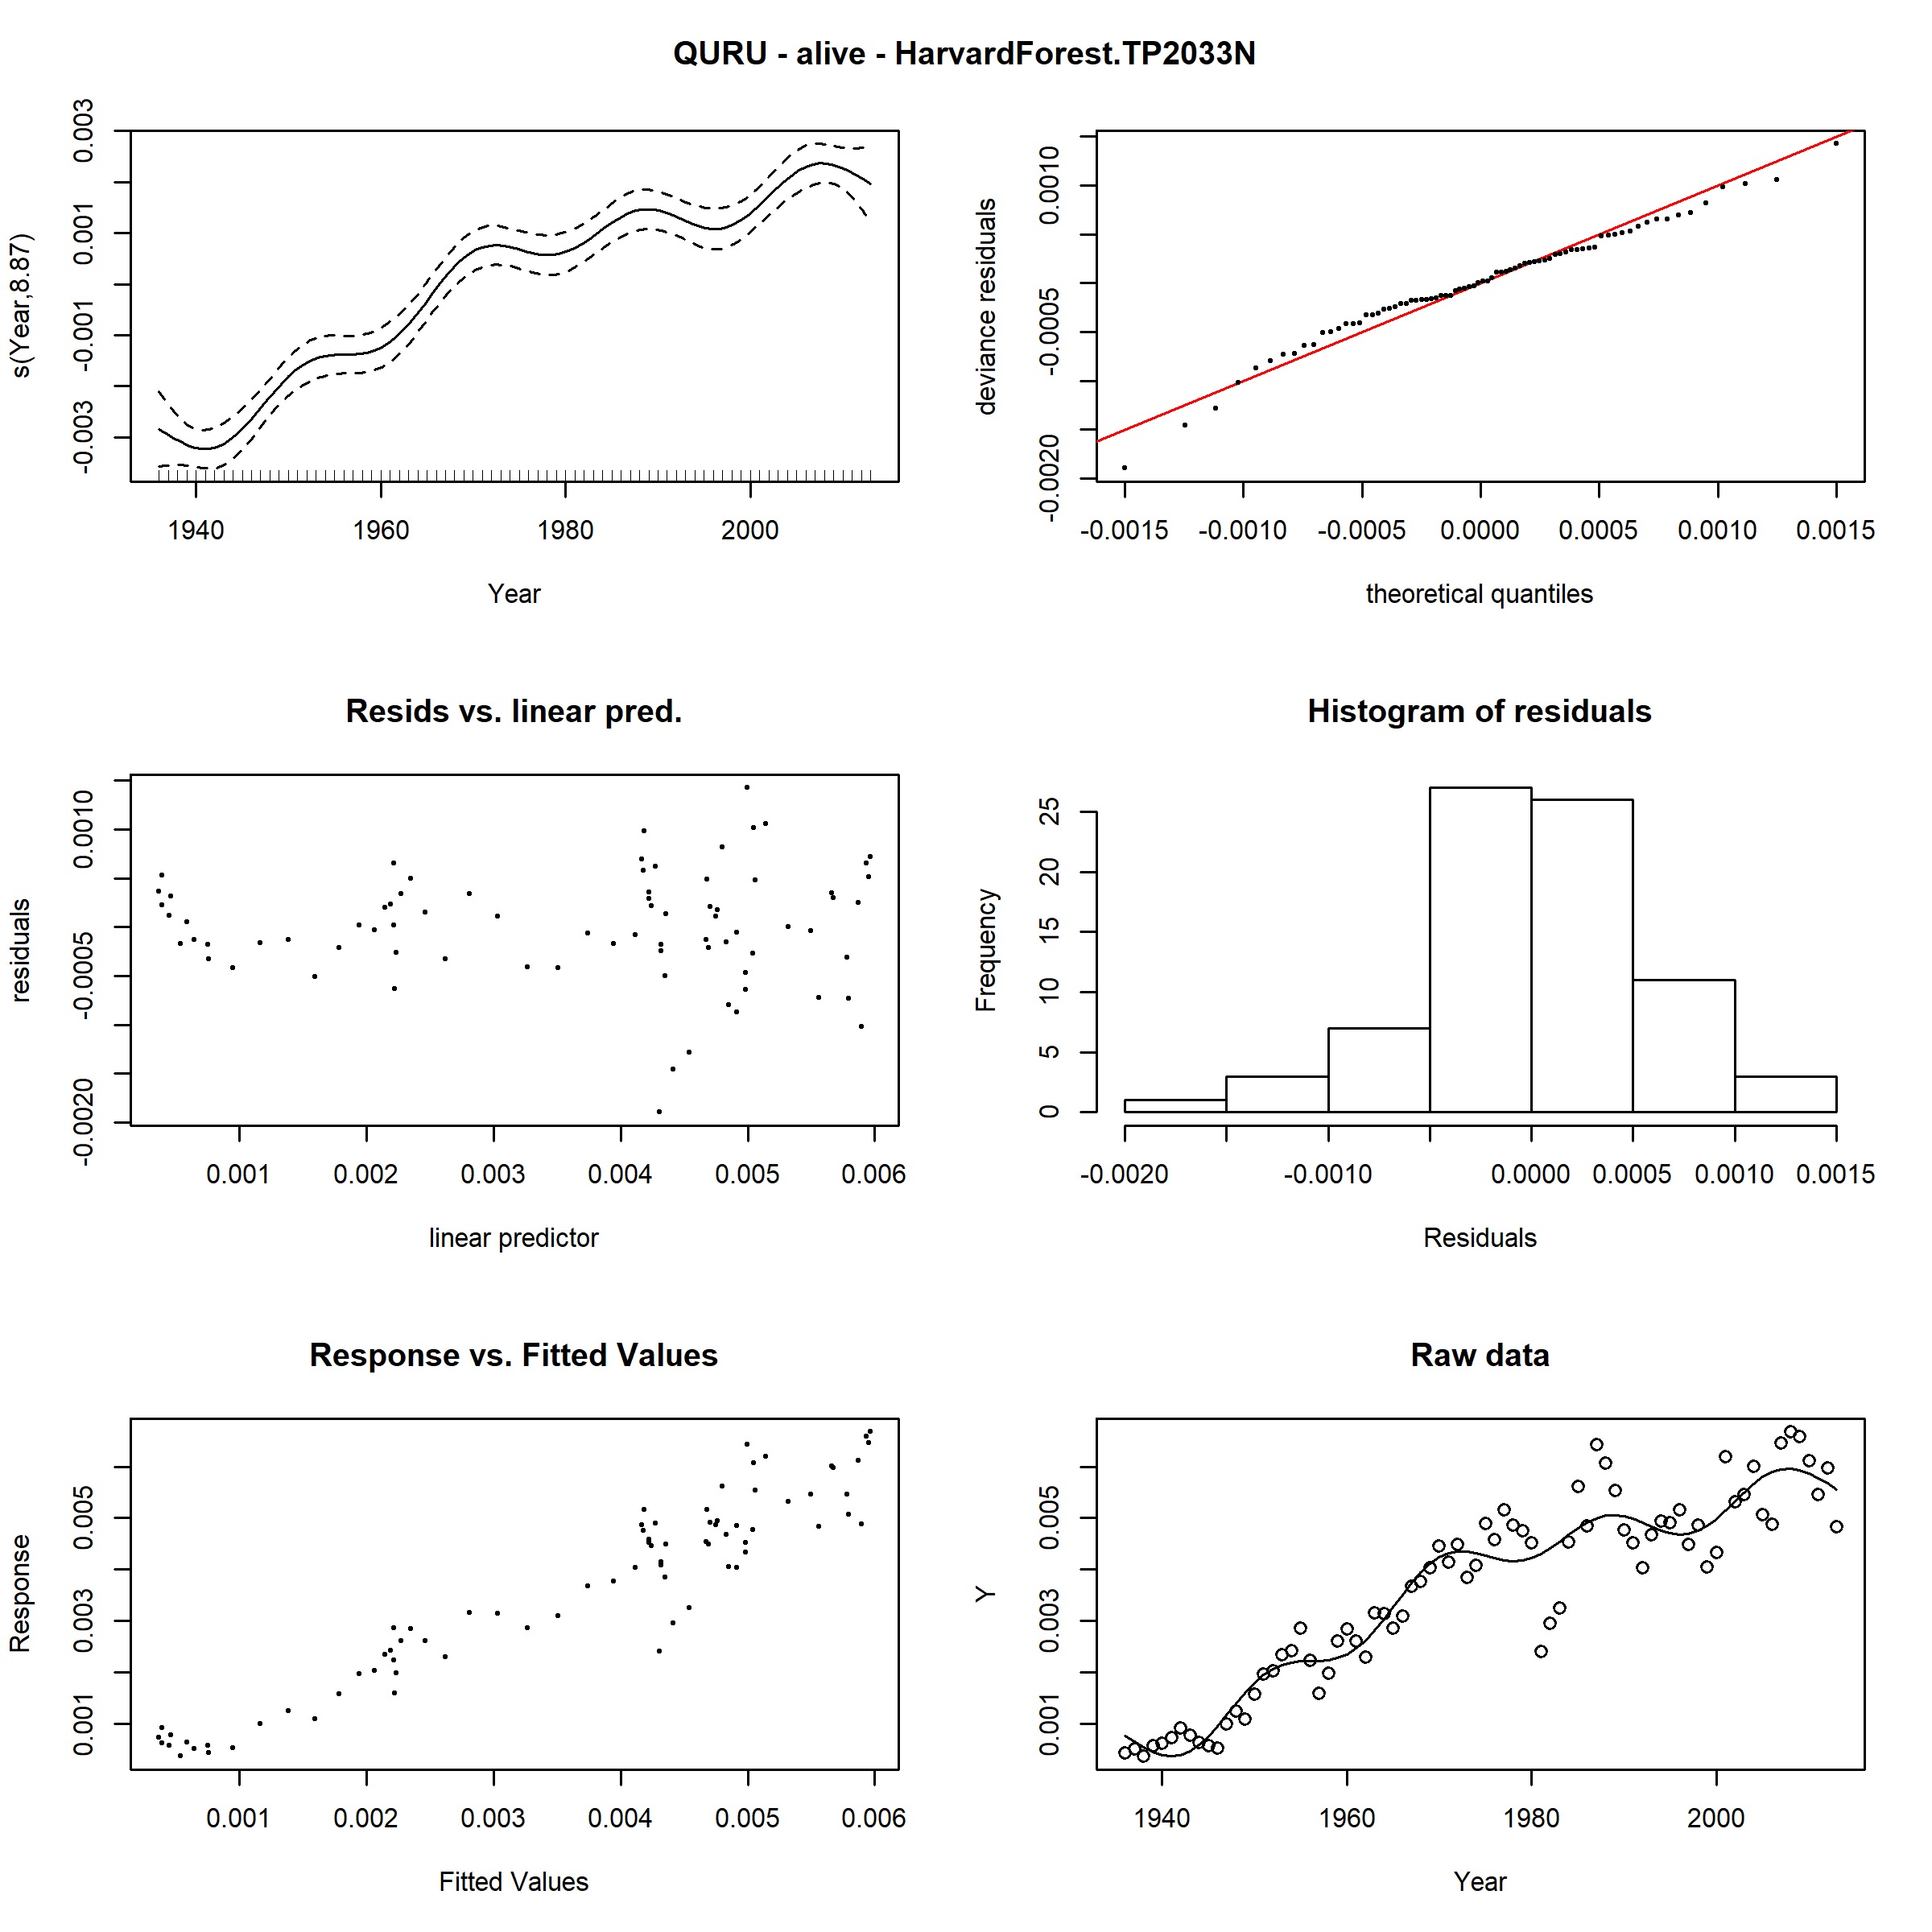 QURU - alive - HarvardForest.TP2033N
s(Year,8.87)
0.003
0.001
-0.001
-0.003
1940 1960 1980 2000
Year
deviance residuals
0.0010
-0.0005
-0.0020
-0.0015 -0.0010 -0.0005 0.0000 0.0005 0.0010 0.0015
theoretical quantiles
Resids vs. linear pred.
residuals
0.0010
-0.0005
-0.0020
0.001 0.002 0.003 0.004 0.005 0.006
linear predictor
Histogram of residuals
Frequency
25
20
15
10
5
0
-0.0020 -0.0010 0.0000 0.0005 0.0010 0.0015
Residuals
Response vs. Fitted Values
Response
0.005
0.003
0.001
0.001 0.002 0.003 0.004 0.005 0.006
Fitted Values
Raw data
Y
0.005
0.003
0.001
1940 1960 1980 2000
Year